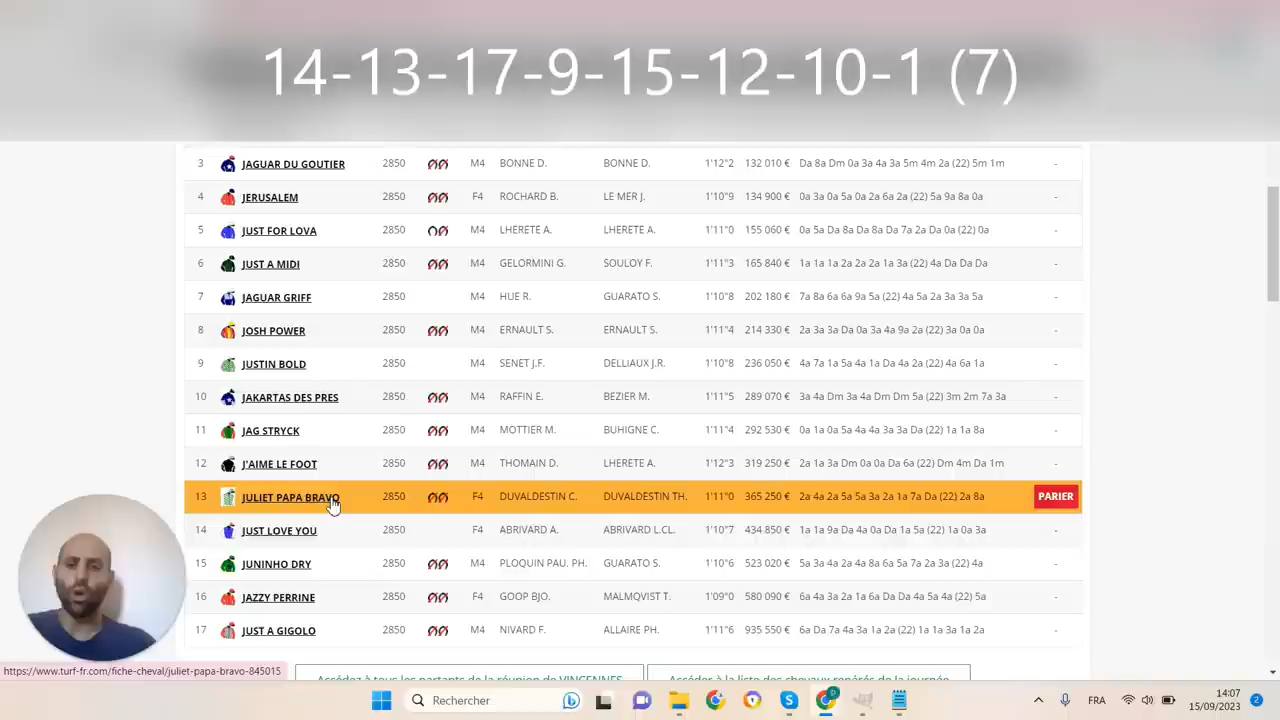 14-13-17-9-15-12-10-1 (7)
3 JAGUAR DU GOUTIER 2850 M4 BONNE D. BONNE D. 1'12"2 132 010 € Da 8a Dm 0a 3a 4a 3a 5m 4m 2a (22) 5m 1m -
4 JERUSALEM 2850 F4 ROCHARD B. LE MER J. 1'10"9 134 900 € 0a 3a 0a 5a 0a 2a 6a 2a (22) 5a 9a 8a 0a -
5 JUST FOR LOVA 2850 M4 LHERETE A. LHERETE A. 1'11"0 155 060 € 0a 5a Da 8a Da 8a Da 7a 2a Da 0a (22) 0a -
6 JUST A MIDI 2850 M4 GELORMINI G. SOULOY F. 1'11"3 165 840 € 1a 1a 1a 2a 2a 2a 1a 3a (22) 4a Da Da Da -
7 JAGUAR GRIFF 2850 M4 HUE R. GUARATO S. 1'10"8 202 180 € 7a 8a 6a 6a 9a 5a (22) 4a 5a 2a 3a 3a 5a -
8 JOSH POWER 2850 M4 ERNAULT S. ERNAULT S. 1'11"4 214 330 € 2a 3a 3a Da 0a 3a 4a 9a 2a (22) 3a 0a 0a -
9 JUSTIN BOLD 2850 M4 SENET J.F. DELLIAUX J.R. 1'10"8 236 050 € 4a 7a 1a 5a 4a 1a Da 4a 2a (22) 4a 6a 1a -
10 JAKARTAS DES PRES 2850 M4 RAFFIN E. BEZIER M. 1'11"5 289 070 € 3a 4a Dm 3a 4a Dm Dm 5a (22) 3m 2m 7a 3a -
11 JAG STRYCK 2850 M4 MOTTIER M. BUHIGNE C. 1'11"4 292 530 € 0a 1a 0a 5a 4a 4a 3a 3a Da (22) 1a 1a 8a -
12 J'AIME LE FOOT 2850 M4 THOMAIN D. LHERETE A. 1'12"3 319 250 € 2a 1a 3a Dm 0a 0a Da 6a (22) Dm 4m Da 1m -
13 JULIET PAPA BRAVO 2850 F4 DUVALDESTIN C. DUVALDESTIN TH. 1'11"0 365 250 € 2a 4a 2a 5a 5a 3a 2a 1a 7a Da (22) 2a 8a PARIER
14 JUST LOVE YOU 2850 F4 ABRIVARD A. ABRIVARD L.CL. 1'10"7 434 850 € 1a 1a 9a Da 4a 0a Da 1a 5a (22) 1a 0a 3a -
15 JUNINHO DRY 2850 M4 PLOQUIN PAU. PH. GUARATO S. 1'10"6 523 020 € 5a 3a 4a 2a 4a 8a 6a 5a 7a 2a 3a (22) 4a -
16 JAZZY PERRINE 2850 F4 GOOP BJO. MALMQVIST T. 1'09"0 580 090 € 6a 4a 3a 2a 1a 6a Da Da 4a 5a 4a (22) 5a -
17 JUST A GIGOLO 2850 M4 NIVARD F. ALLAIRE PH. 1'11"6 935 550 € 6a Da 7a 4a 3a 1a 2a (22) 1a 1a 3a 1a 2a -
https://www.turf-fr.com/fiche-cheval/juliet-papa-bravo-845015
Accédez à tous les partants de la réunion de VINCENNES
Accéder à la liste des chevaux repérés de la journée
Rechercher
FRA
14:07
15/09/2023
2